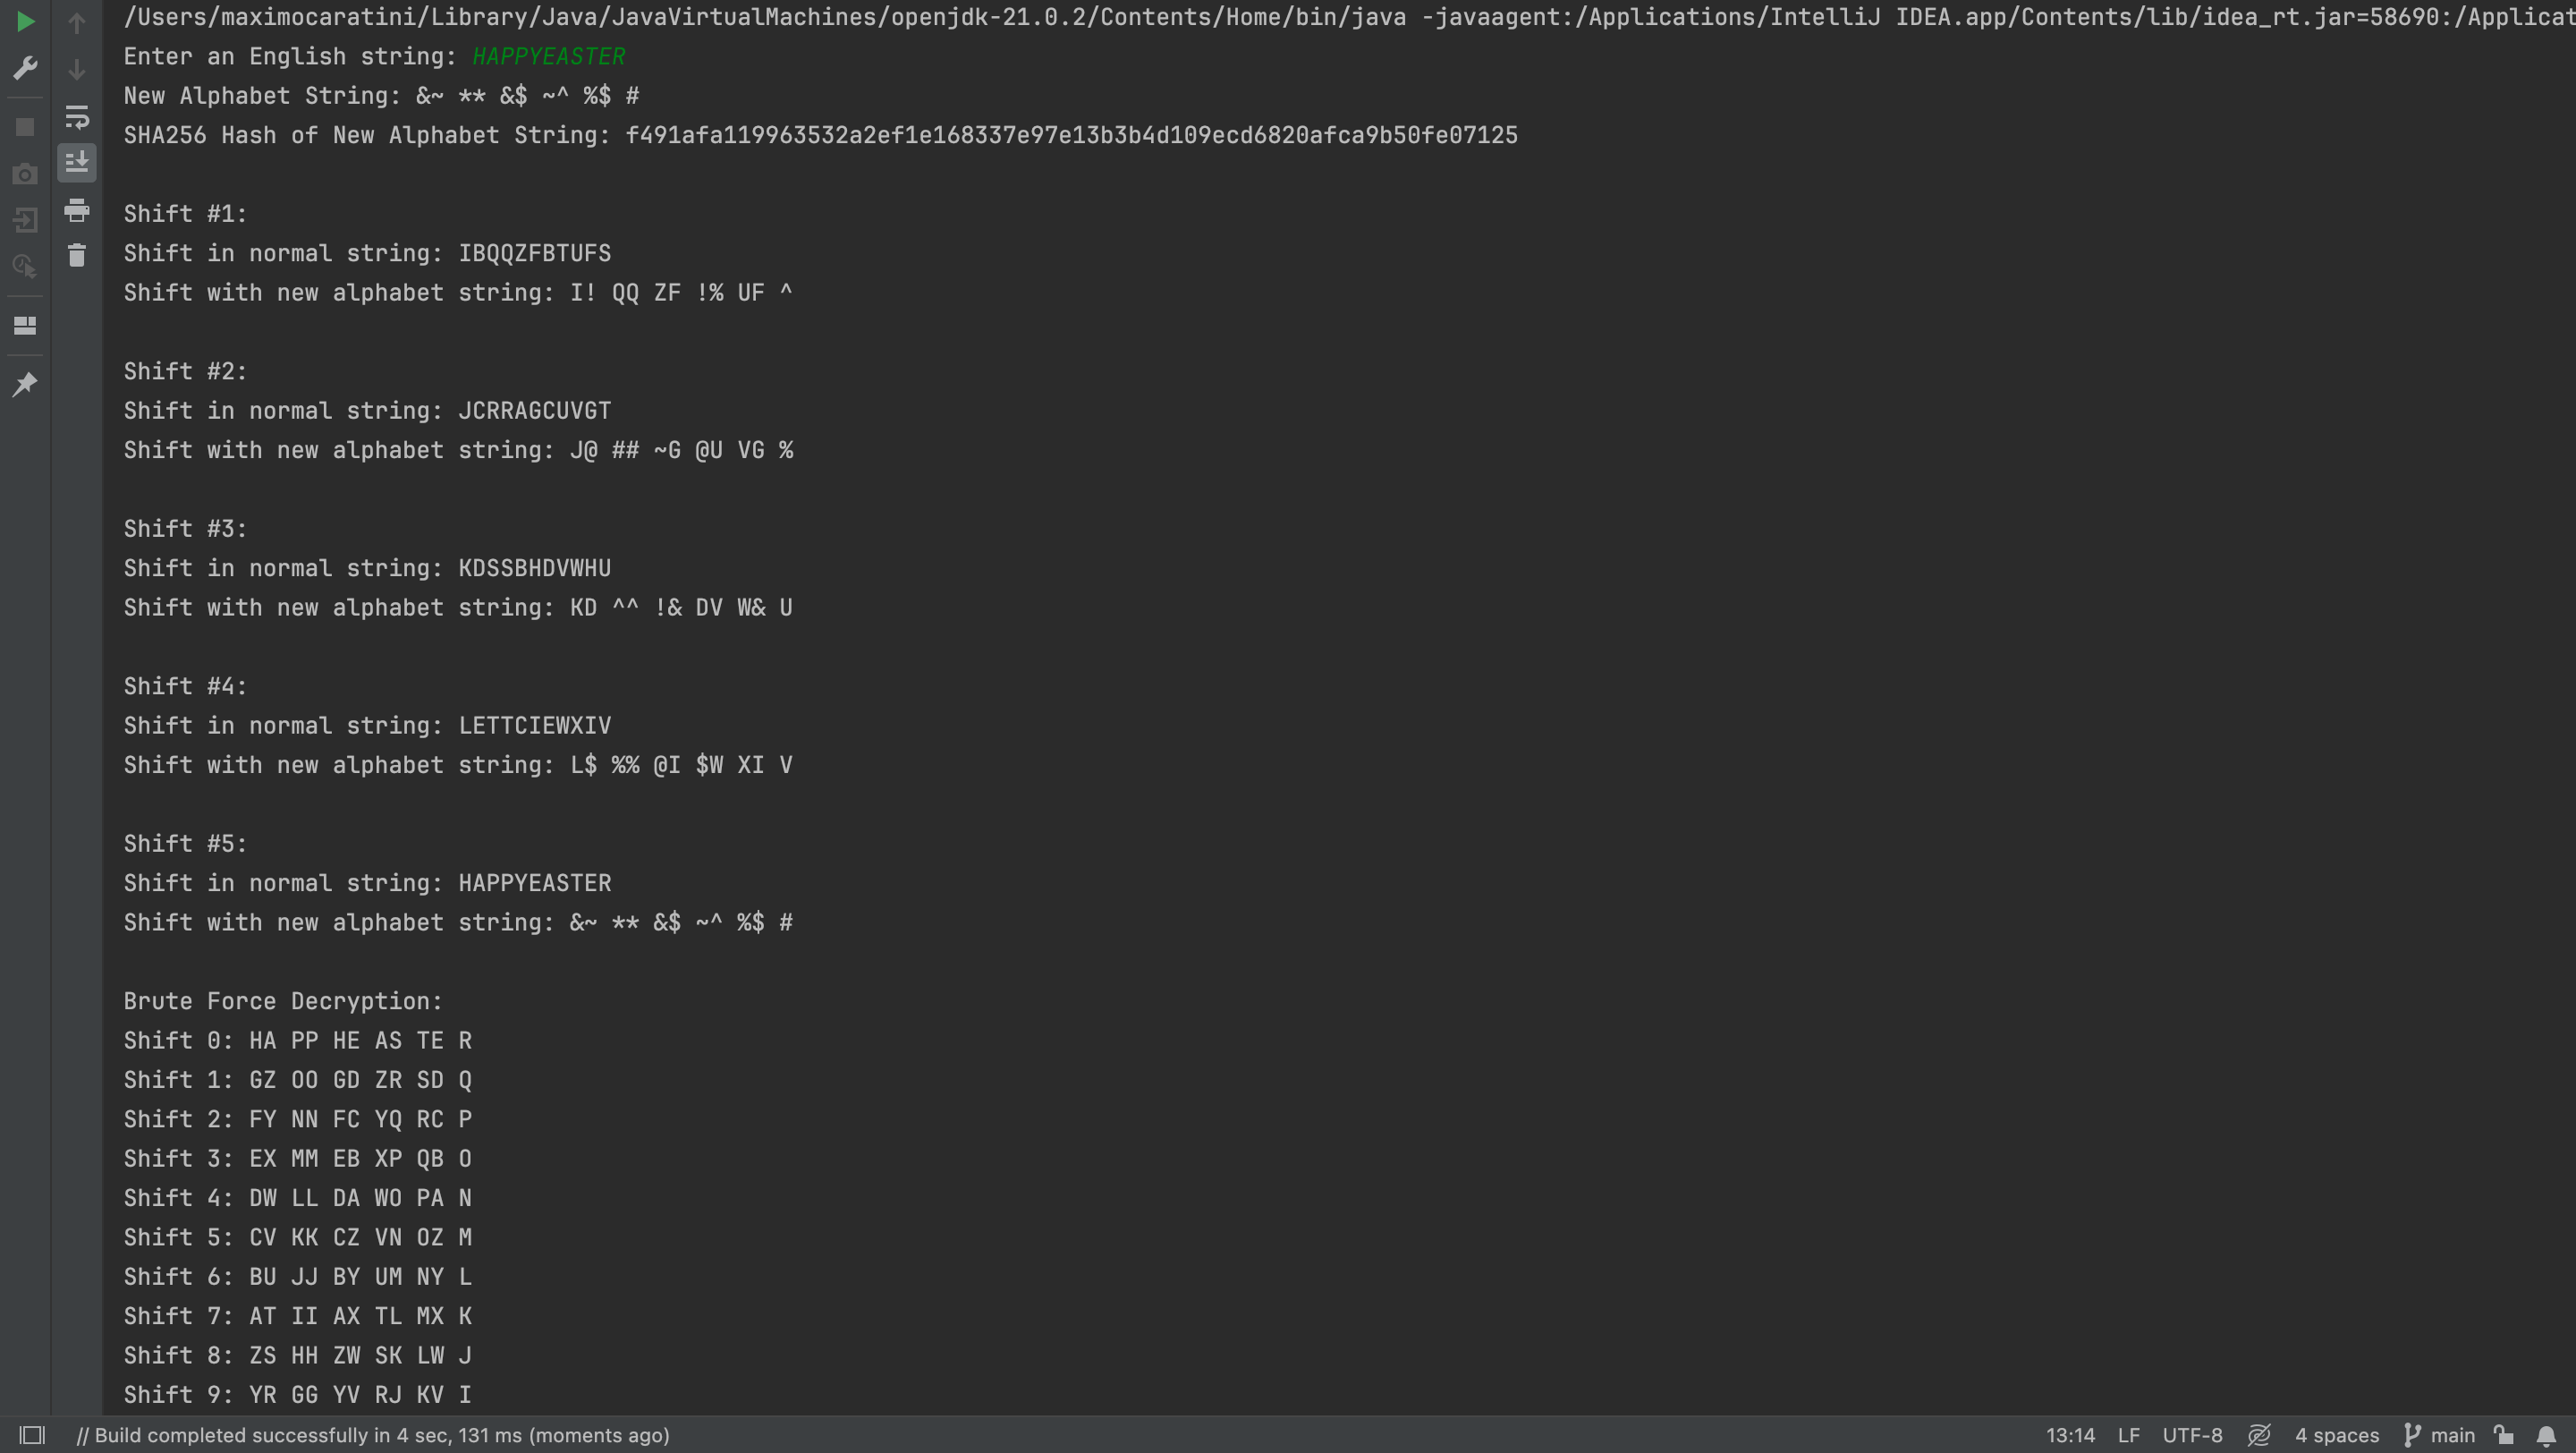 /Users/maximocaratini/Library/Java/JavaVirtualMachines/openjdk-21.0.2/Contents/Home/bin/java -javaagent:/Applications/IntelliJ IDEA.app/Contents/lib/idea_rt.jar=58690:/Applicat
Enter an English string: HAPPYEASTER
New Alphabet String: &~ ** &$ ~^ %$ #
SHA256 Hash of New Alphabet String: f491afa119963532a2ef1e168337e97e13b3b4d109ecd6820afca9b50fe07125
Shift #1:
Shift in normal string: IBQQZFBTUFS
Shift with new alphabet string: I! QQ ZF !% UF ^
Shift #2:
Shift in normal string: JCRRAGCUVGT
Shift with new alphabet string: J@ ## ~G @U VG %
Shift #3:
Shift in normal string: KDSSBHDVWHU
Shift with new alphabet string: KD ^^ !& DV W& U
Shift #4:
Shift in normal string: LETTCIEWXIV
Shift with new alphabet string: L$ %% @I $W XI V
Shift #5:
Shift in normal string: HAPPYEASTER
Shift with new alphabet string: &~ ** &$ ~^ %$ #
Brute Force Decryption:
Shift 0: HA PP HE AS TE R
Shift 1: GZ OO GD ZR SD Q
Shift 2: FY NN FC YQ RC P
Shift 3: EX MM EB XP QB O
Shift 4: DW LL DA WO PA N
Shift 5: CV KK CZ VN OZ M
Shift 6: BU JJ BY UM NY L
Shift 7: AT II AX TL MX K
Shift 8: ZS HH ZW SK LW J
Shift 9: YR GG YV RJ KV I
// Build completed successfully in 4 sec, 131 ms (moments ago) 13:14 LF UTF-8 4 spaces main